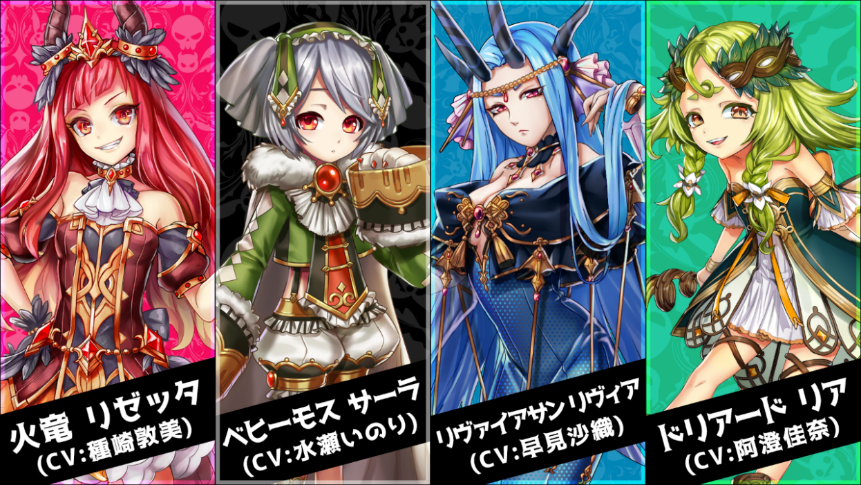 火竜 リゼッタ
(CV:種崎敦美)
ベヒーモス サーラ
(CV:水瀬いのり)
リヴァイアサン リヴィア
(CV:早見沙織)
ドリアード リア
(CV:阿澄佳奈)